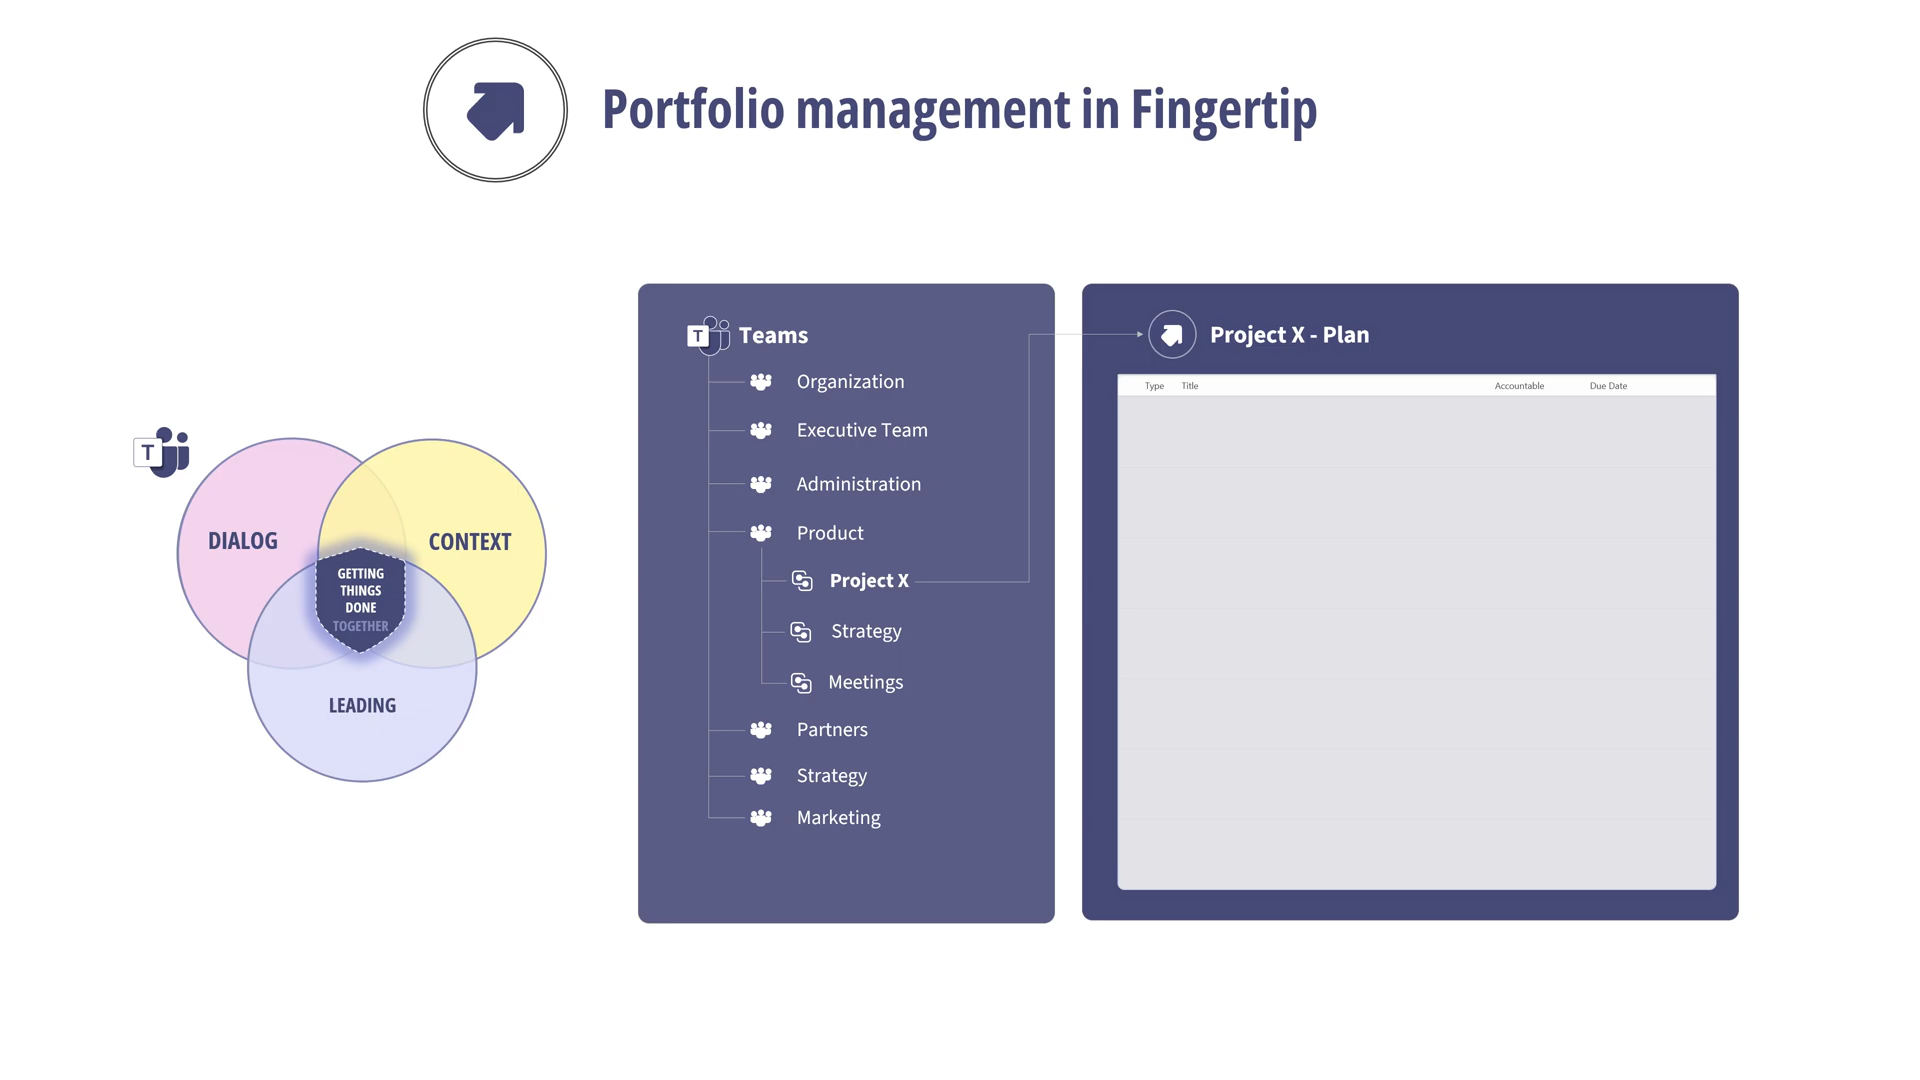 Portfolio management in Fingertip
T
DIALOG
CONTEXT
GETTING
THINGS
DONE
TOGETHER
LEADING
T Teams
Organization
Executive Team
Administration
Product
Project X
Strategy
Meetings
Partners
Strategy
Marketing
Project X - Plan
Type Title Accountable Due Date